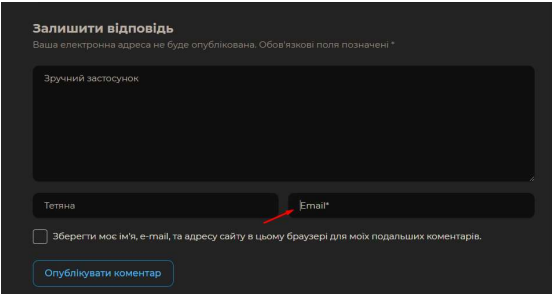 Залишити відповідь
Ваша електронна адреса не буде опублікована. Обов'язкові поля позначені *
Зручний застосунок
Тетяна
Email*
Зберегти моє ім'я, e-mail, та адресу сайту в цьому браузері для моїх подальших коментарів.
Опублікувати коментар